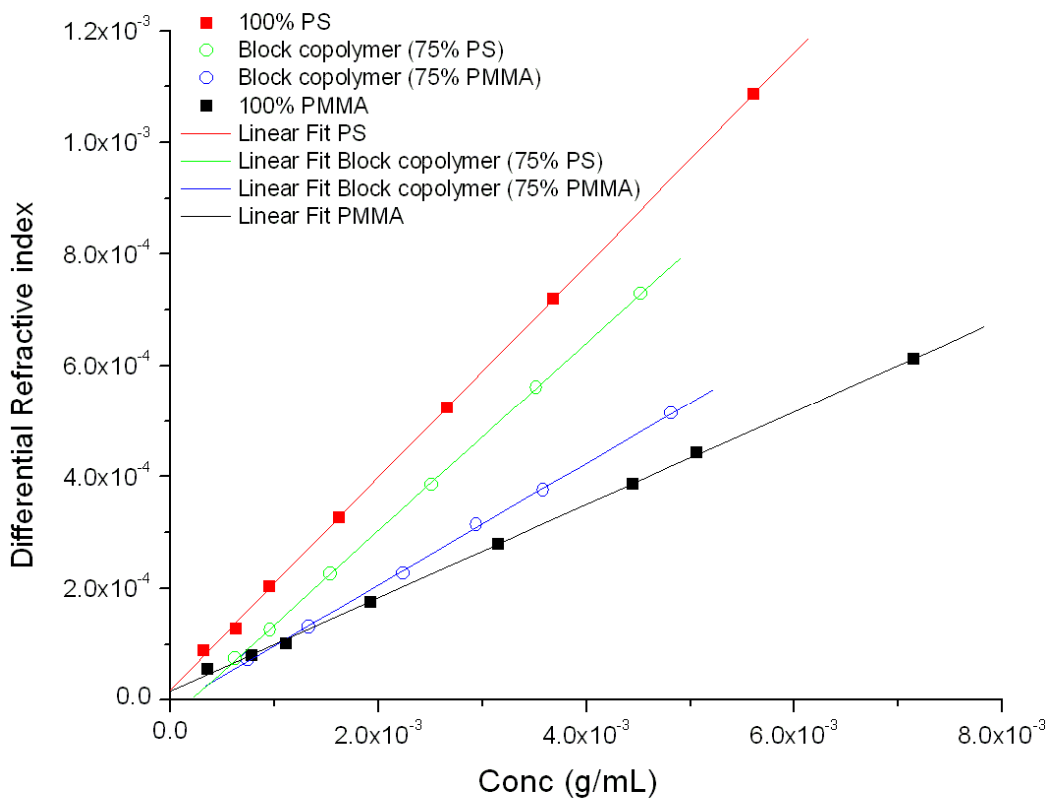 100% PS
Block copolymer (75% PS)
Block copolymer (75% PMMA)
100% PMMA
Linear Fit PS
Linear Fit Block copolymer (75% PS)
Linear Fit Block copolymer (75% PMMA)
Linear Fit PMMA
1.2x10⁻³
1.0x10⁻³
8.0x10⁻⁴
6.0x10⁻⁴
4.0x10⁻⁴
2.0x10⁻⁴
0.0
Differential Refractive index
0.0
2.0x10⁻³
4.0x10⁻³
6.0x10⁻³
8.0x10⁻³
Conc (g/mL)